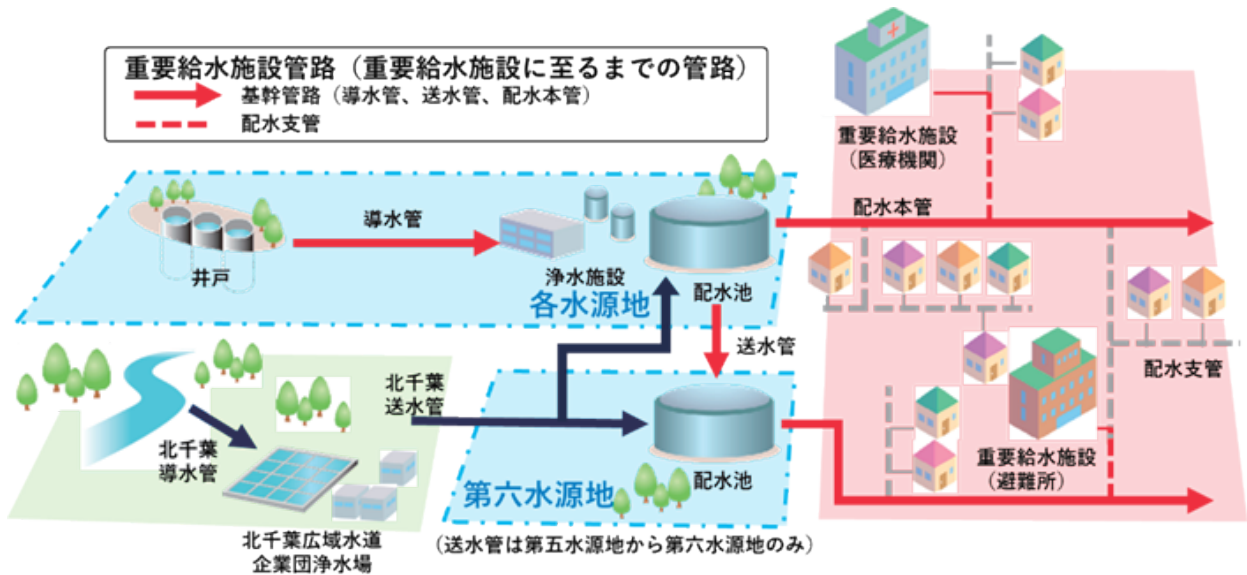 重要給水施設管路（重要給水施設に至るまでの管路）
基幹管路（導水管、送水管、配水本管）
配水支管
重要給水施設
（医療機関）
配水本管
導水管
井戸
浄水施設
配水池
各水源地
送水管
北千葉
送水管
配水支管
北千葉
導水管
配水池
第六水源地
重要給水施設
（避難所）
北千葉広域水道
企業団浄水場
（送水管は第五水源地から第六水源地のみ）